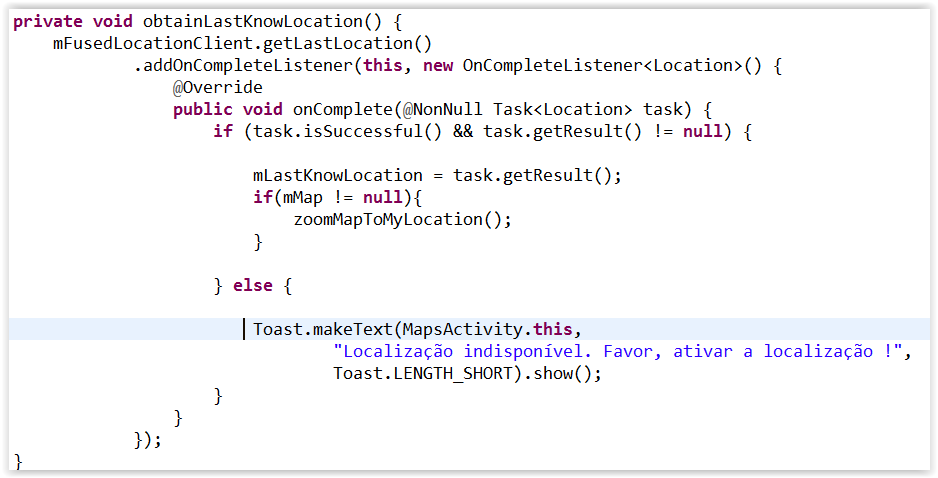 private void obtainLastKnowLocation() {
    mFusedLocationClient.getLastLocation()
            .addOnCompleteListener(this, new OnCompleteListener<Location>() {
                @Override
                public void onComplete(@NonNull Task<Location> task) {
                    if (task.isSuccessful() && task.getResult() != null) {
                        mLastKnowLocation = task.getResult();
                        if(mMap != null){
                            zoomMapToMyLocation();
                        }
                    } else {
                        Toast.makeText(MapsActivity.this,
                                "Localização indisponível. Favor, ativar a localização !",
                                Toast.LENGTH_SHORT).show();
                    }
                }
            });
}